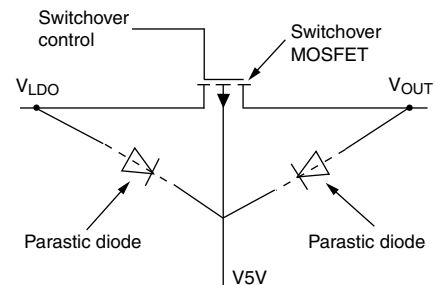 Switchover
control
Switchover
MOSFET
VLDO
VOUT
Parastic diode
Parastic diode
V5V